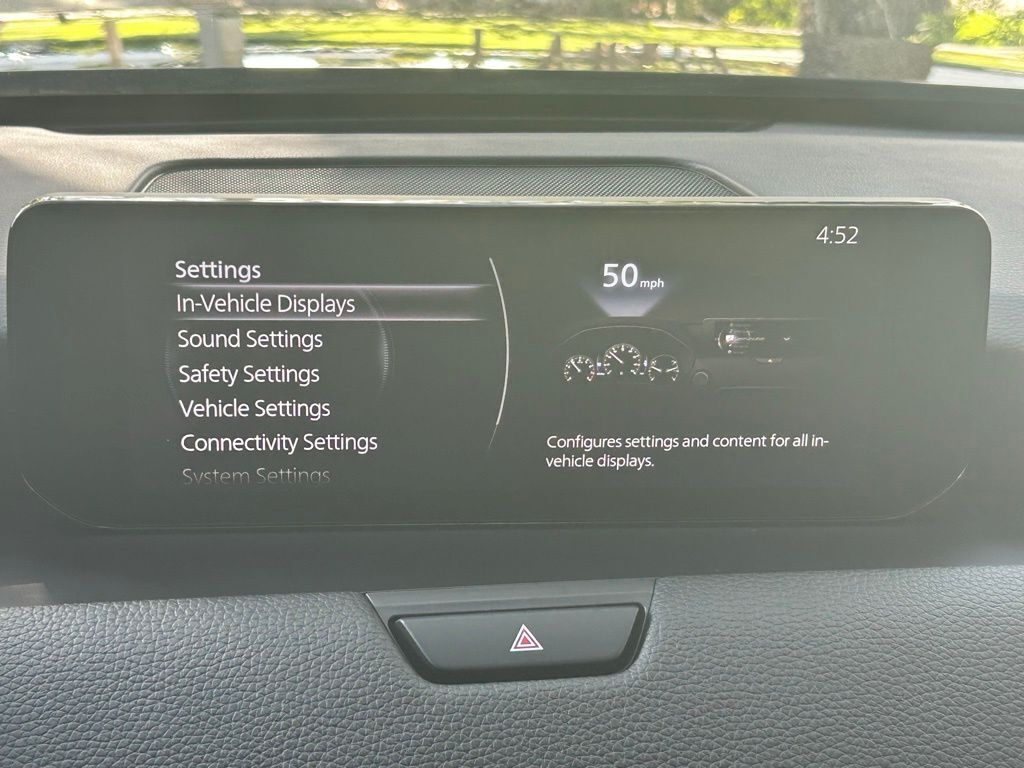 4:52
Settings
In-Vehicle Displays
Sound Settings
Safety Settings
Vehicle Settings
Connectivity Settings
System Settings
50 mph
Configures settings and content for all in-
vehicle displays.